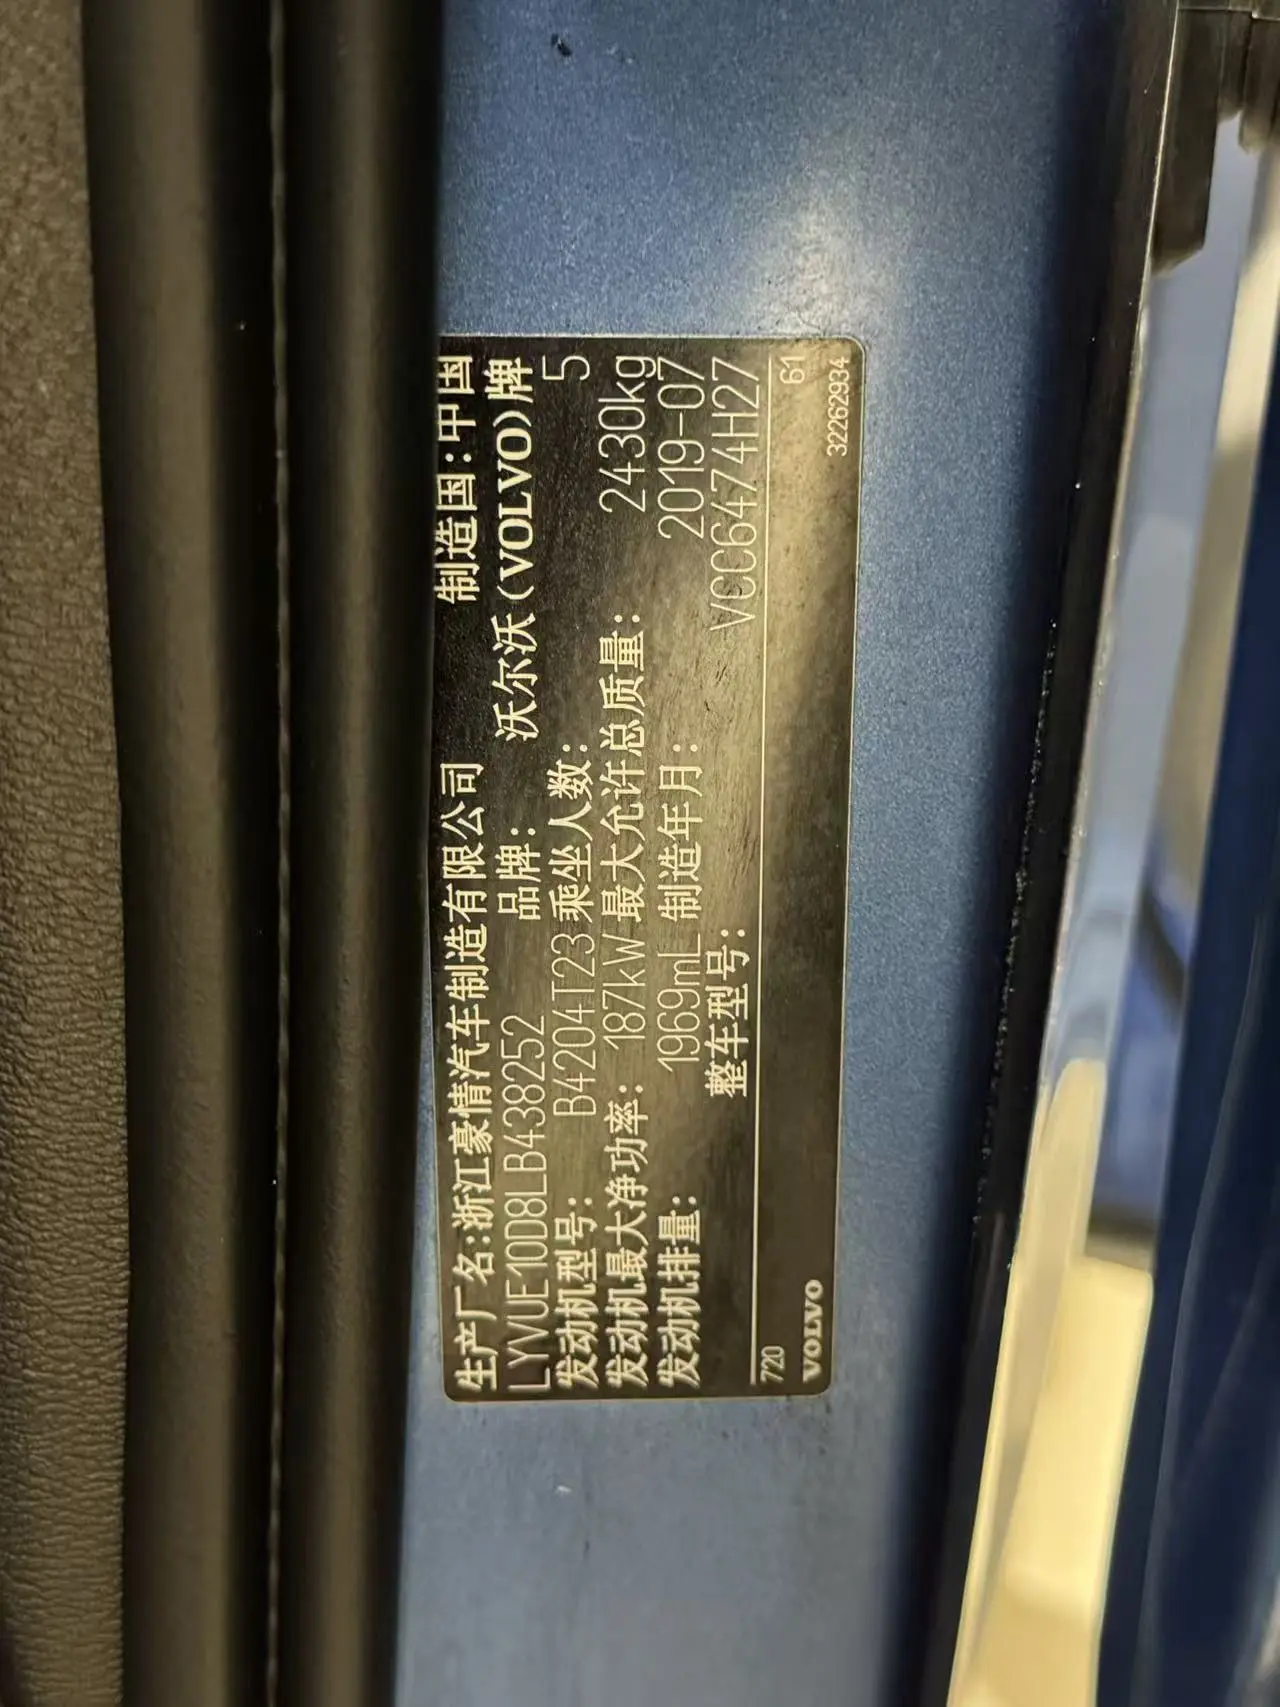 生产厂名:浙江豪情汽车制造有限公司 制造国:中国
LYVUE10D8LB438252 品牌: 沃尔沃(VOLVO)牌
发动机型号: B4204T23 乘坐人数: 5
发动机最大净功率: 187kW 最大允许总质量: 2430kg
发动机排量: 1969mL 制造年月: 2019-07
整车型号: VCC6474H27
720 61
VOLVO 32262934